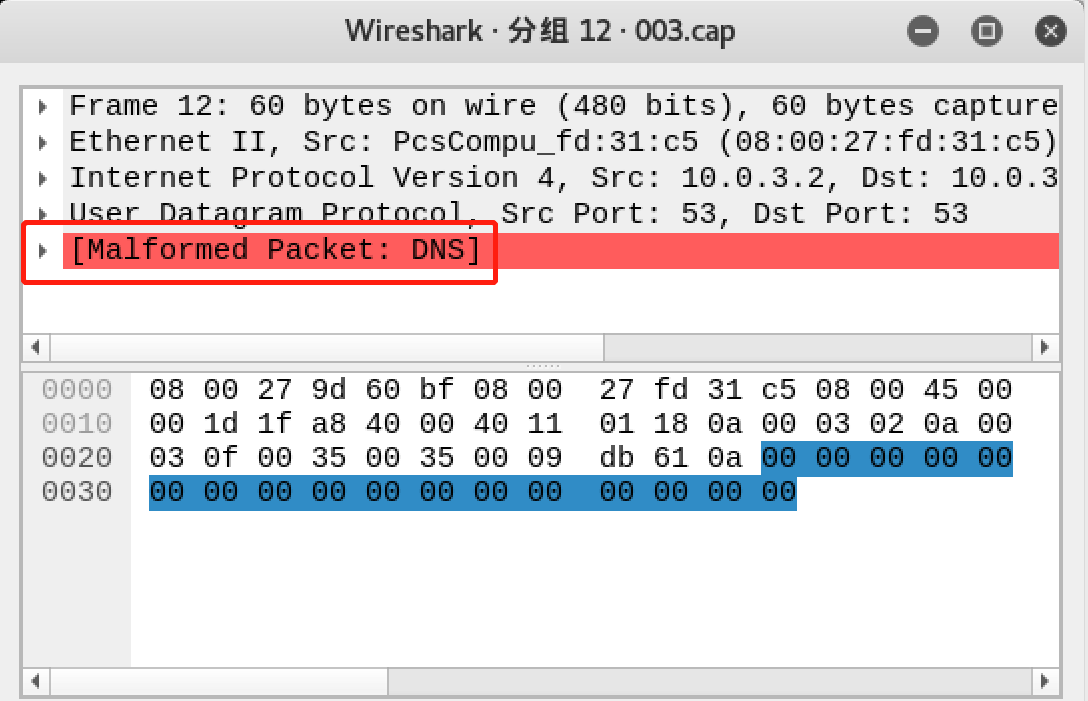 Wireshark · 分组 12 · 003.cap
Frame 12: 60 bytes on wire (480 bits), 60 bytes capture
Ethernet II, Src: PcsCompu_fd:31:c5 (08:00:27:fd:31:c5)
Internet Protocol Version 4, Src: 10.0.3.2, Dst: 10.0.3
User Datagram Protocol, Src Port: 53, Dst Port: 53
[Malformed Packet: DNS]
0000 08 00 27 9d 60 bf 08 00 27 fd 31 c5 08 00 45 00
0010 00 1d 1f a8 40 00 40 11 01 18 0a 00 03 02 0a 00
0020 03 0f 00 35 00 35 00 09 db 61 0a 00 00 00 00 00
0030 00 00 00 00 00 00 00 00 00 00 00 00